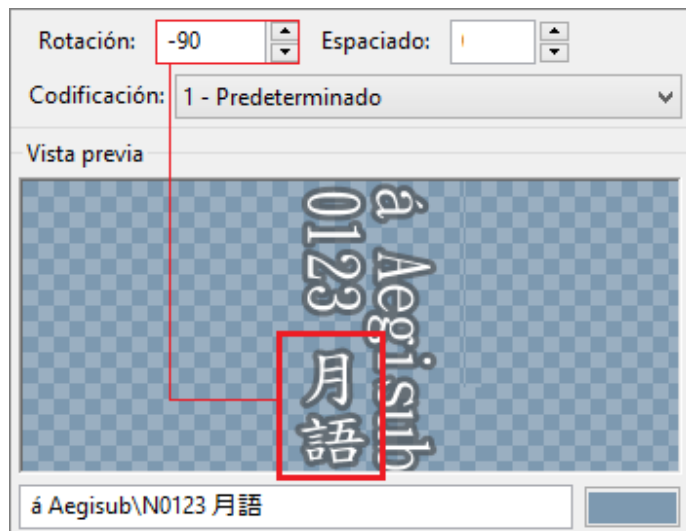 Rotación: -90 Espaciado:
Codificación: 1 - Predeterminado
Vista previa
á Aegisub
0123 月語
á Aegisub\N0123 月語